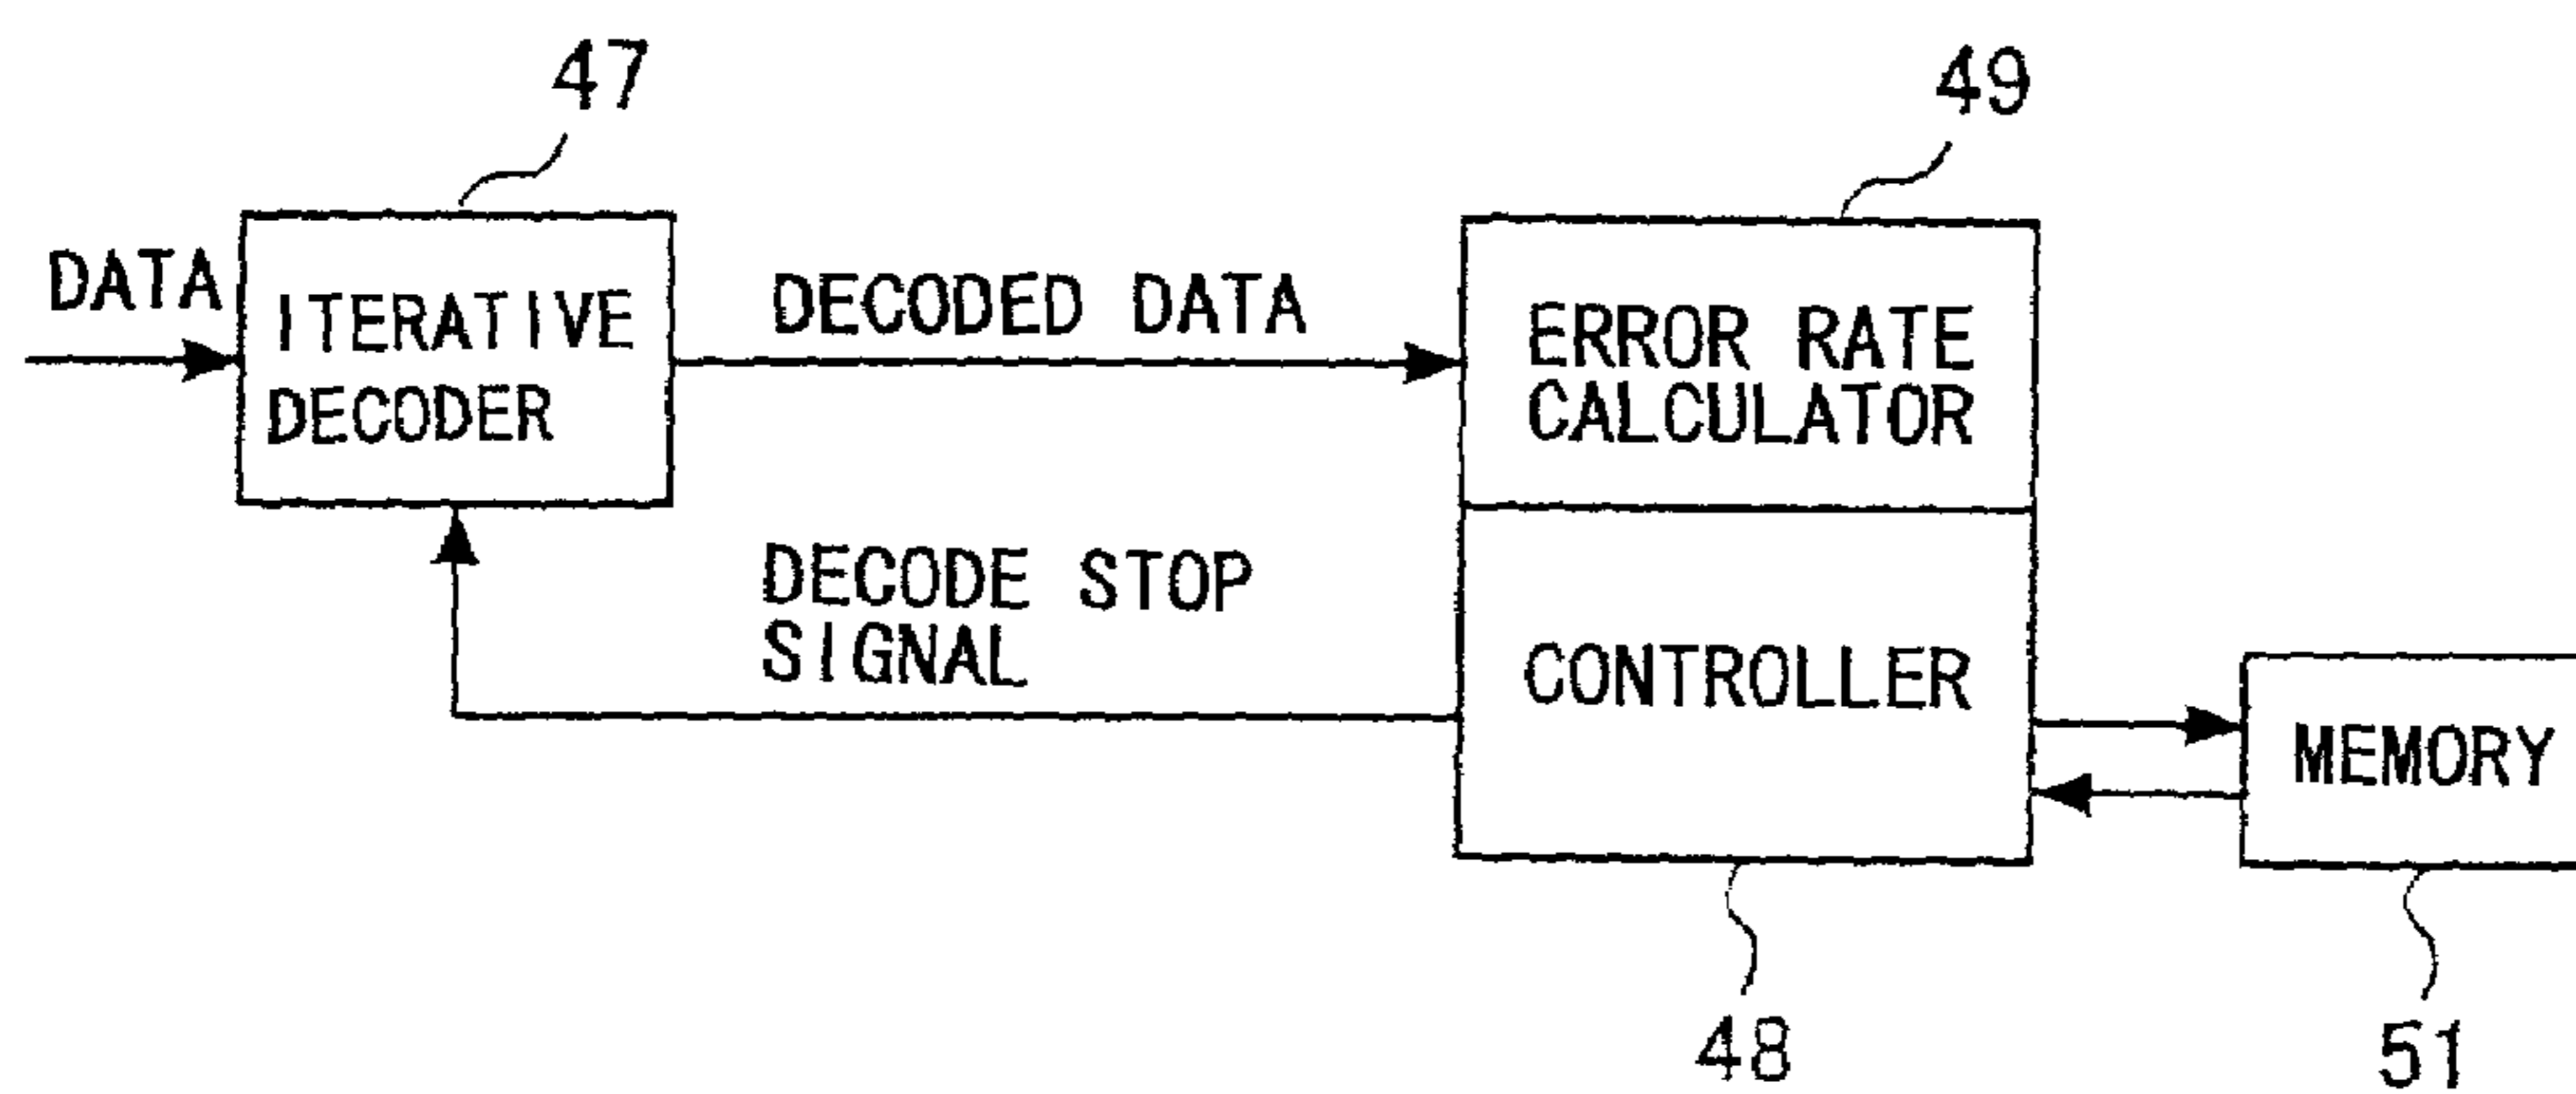 47
49
DATA
ITERATIVE
DECODER
DECODED DATA
ERROR RATE
CALCULATOR
DECODE STOP
SIGNAL
CONTROLLER
MEMORY
48
51